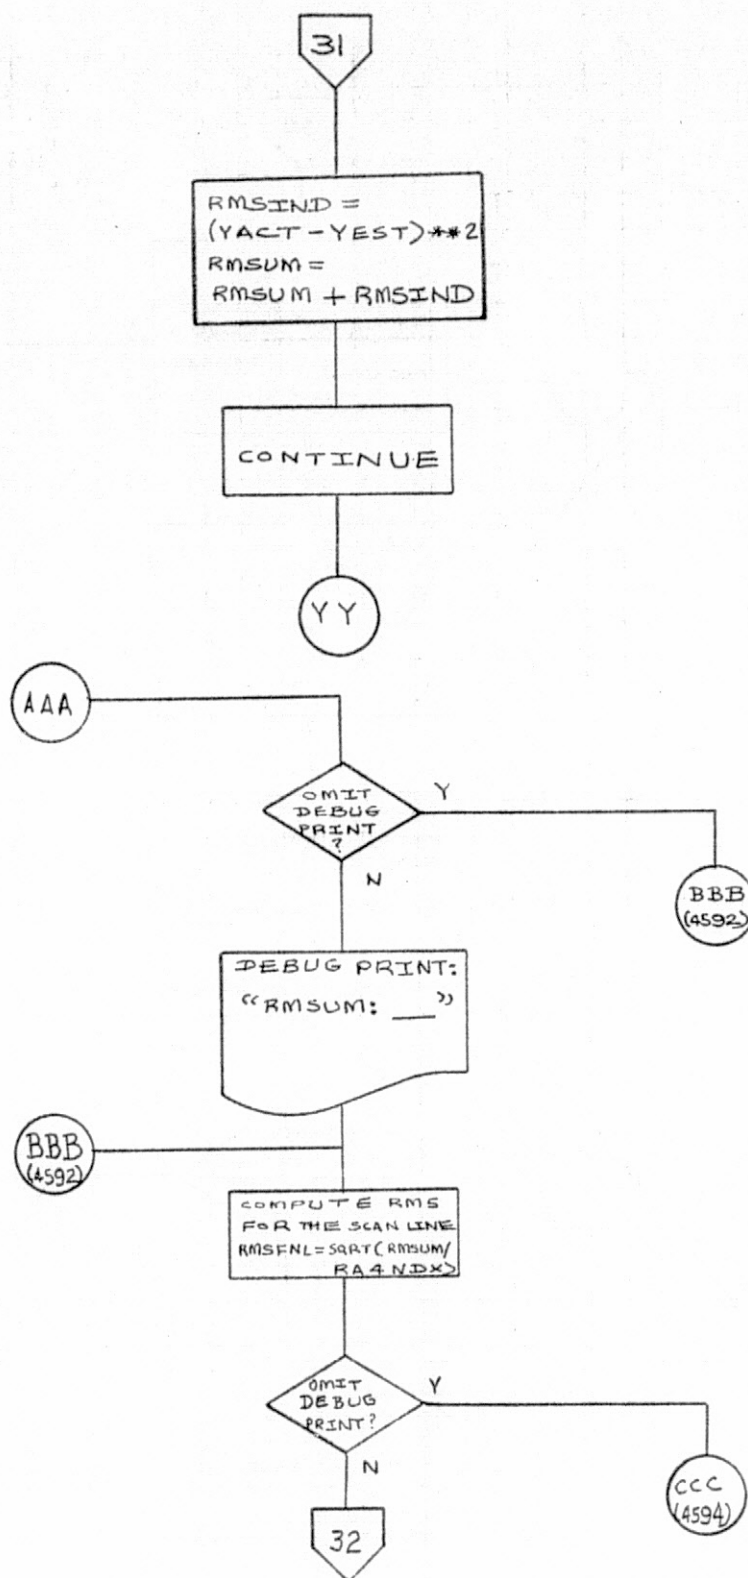 31
RMSIND =
(YACT - YEST)**2
RMSUM =
RMSUM + RMSIND
CONTINUE
YY
AAA
OMIT
DEBUG
PRINT
?
Y
N
BBB
(4592)
DEBUG PRINT:
"RMSUM: ___"
BBB
(4592)
COMPUTE RMS
FOR THE SCAN LINE
RMSFNL = SQRT(RMSUM/
RA4NDX)
OMIT
DEBUG
PRINT?
Y
N
CCC
(4594)
32